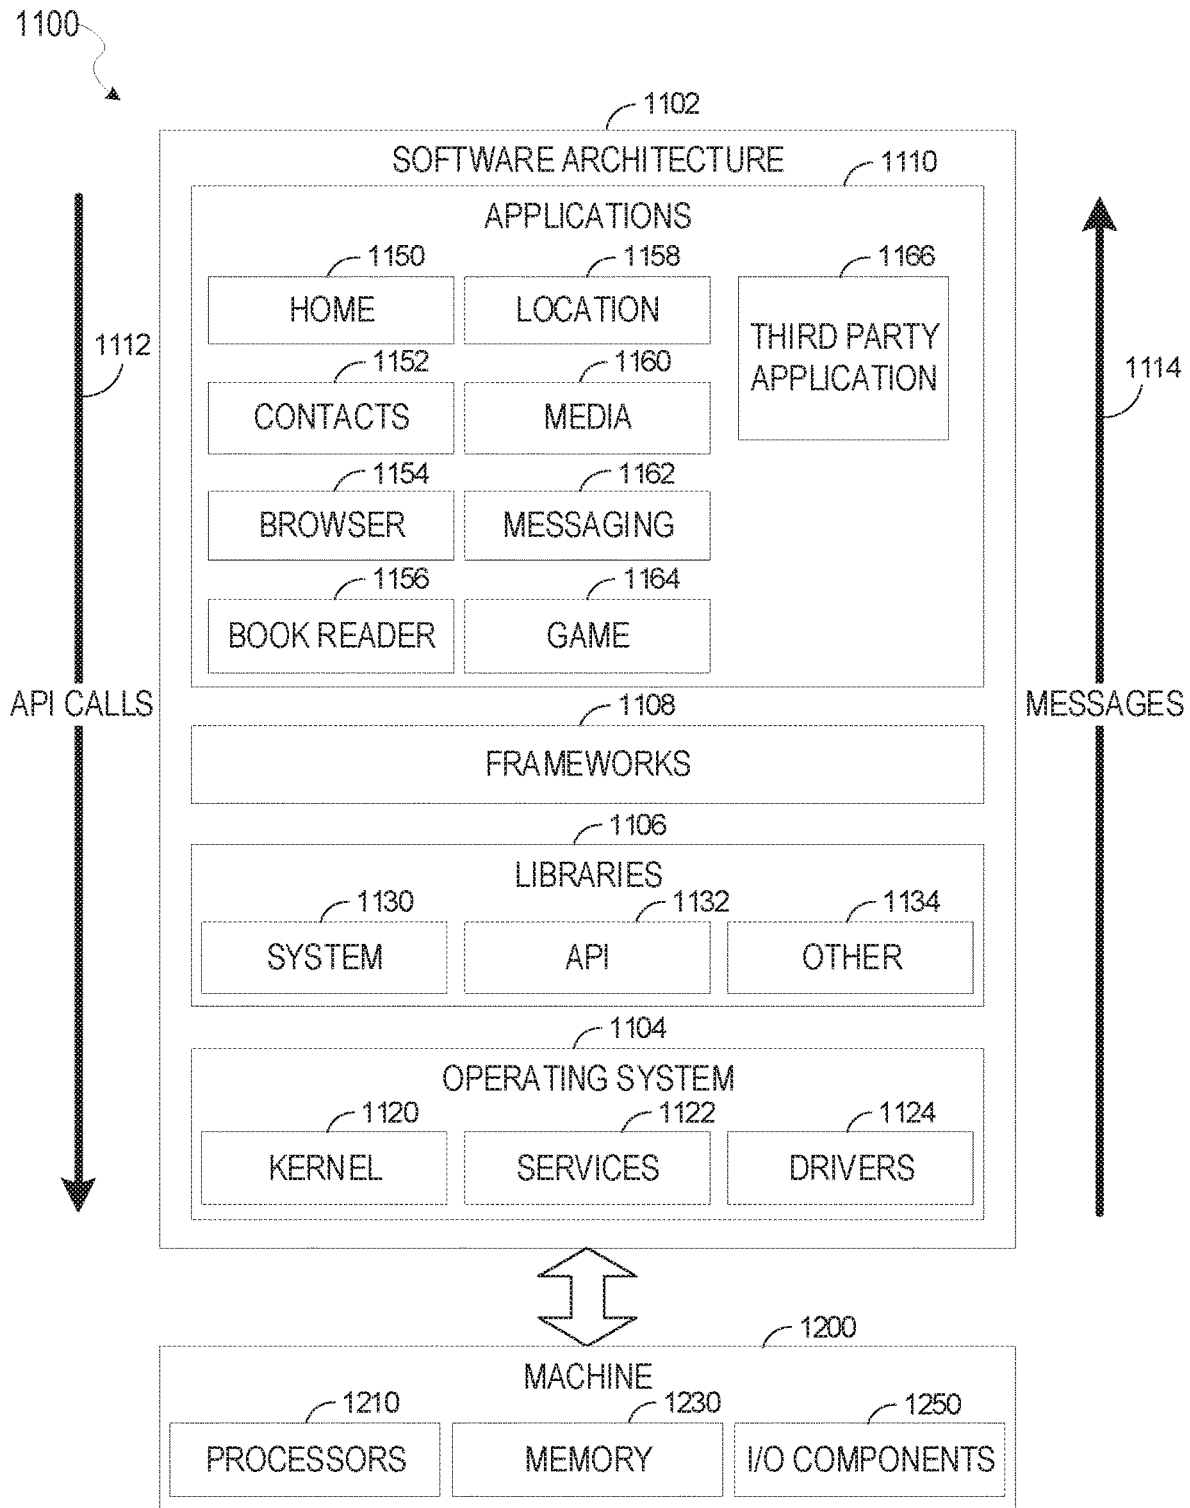 1100
1102
SOFTWARE ARCHITECTURE
1110
APPLICATIONS
1150 1158 1166
HOME LOCATION THIRD PARTY
APPLICATION
1112
1152 1160
1114
CONTACTS MEDIA
1154 1162
BROWSER MESSAGING
1156 1164
BOOK READER GAME
API CALLS
MESSAGES
1108
FRAMEWORKS
1106
LIBRARIES
1130 1132 1134
SYSTEM API OTHER
1104
OPERATING SYSTEM
1120 1122 1124
KERNEL SERVICES DRIVERS
1200
MACHINE
1210 1230 1250
PROCESSORS MEMORY I/O COMPONENTS